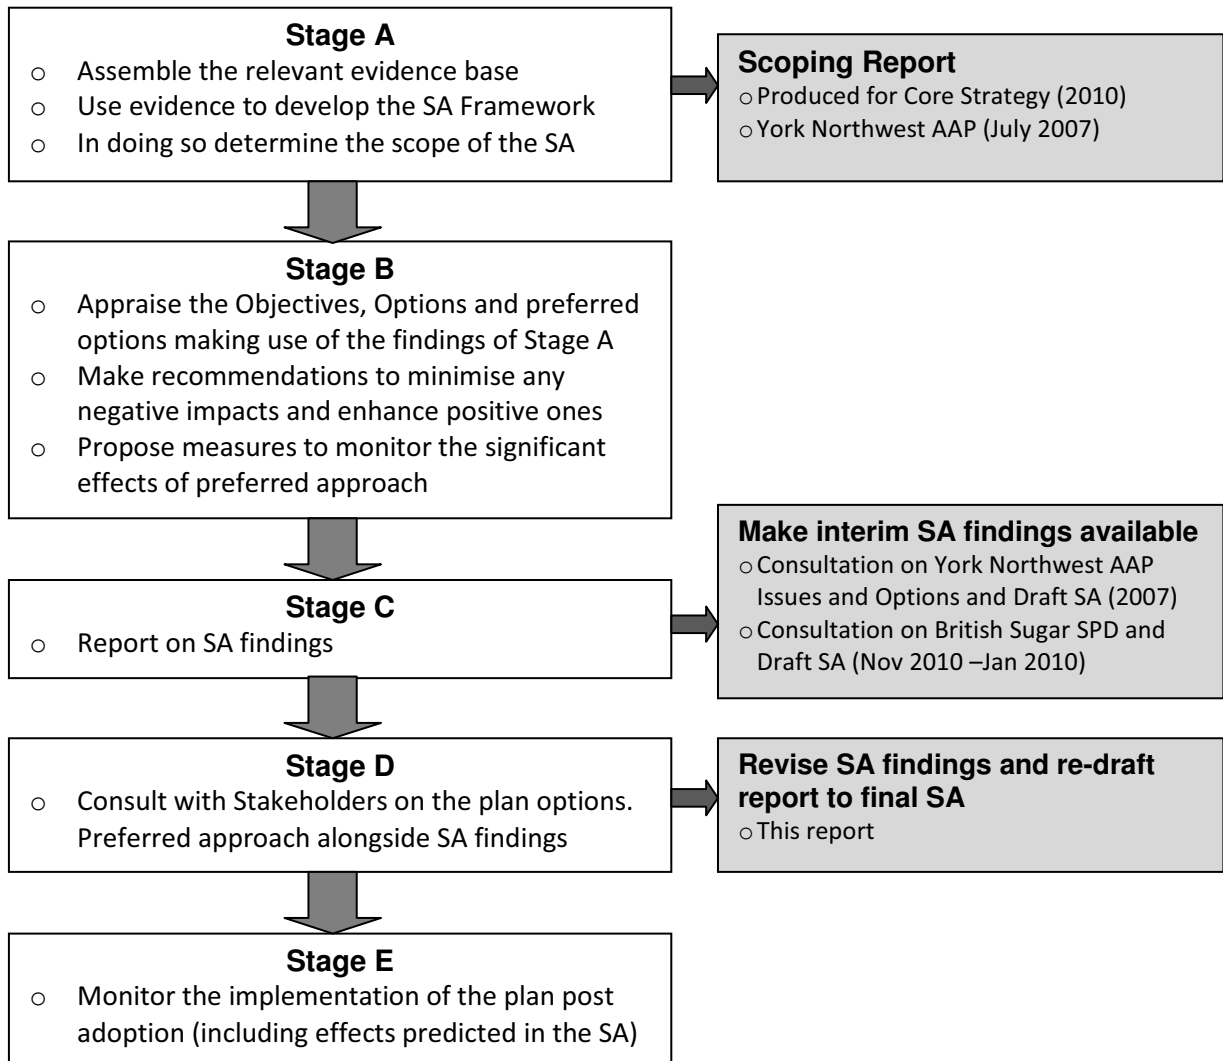 Stage A
o Assemble the relevant evidence base
o Use evidence to develop the SA Framework
o In doing so determine the scope of the SA
Scoping Report
o Produced for Core Strategy (2010)
o York Northwest AAP (July 2007)
Stage B
o Appraise the Objectives, Options and preferred
options making use of the findings of Stage A
o Make recommendations to minimise any
negative impacts and enhance positive ones
o Propose measures to monitor the significant
effects of preferred approach
Stage C
o Report on SA findings
Make interim SA findings available
o Consultation on York Northwest AAP
Issues and Options and Draft SA (2007)
o Consultation on British Sugar SPD and
Draft SA (Nov 2010 –Jan 2010)
Stage D
o Consult with Stakeholders on the plan options.
Preferred approach alongside SA findings
Revise SA findings and re-draft
report to final SA
o This report
Stage E
o Monitor the implementation of the plan post
adoption (including effects predicted in the SA)